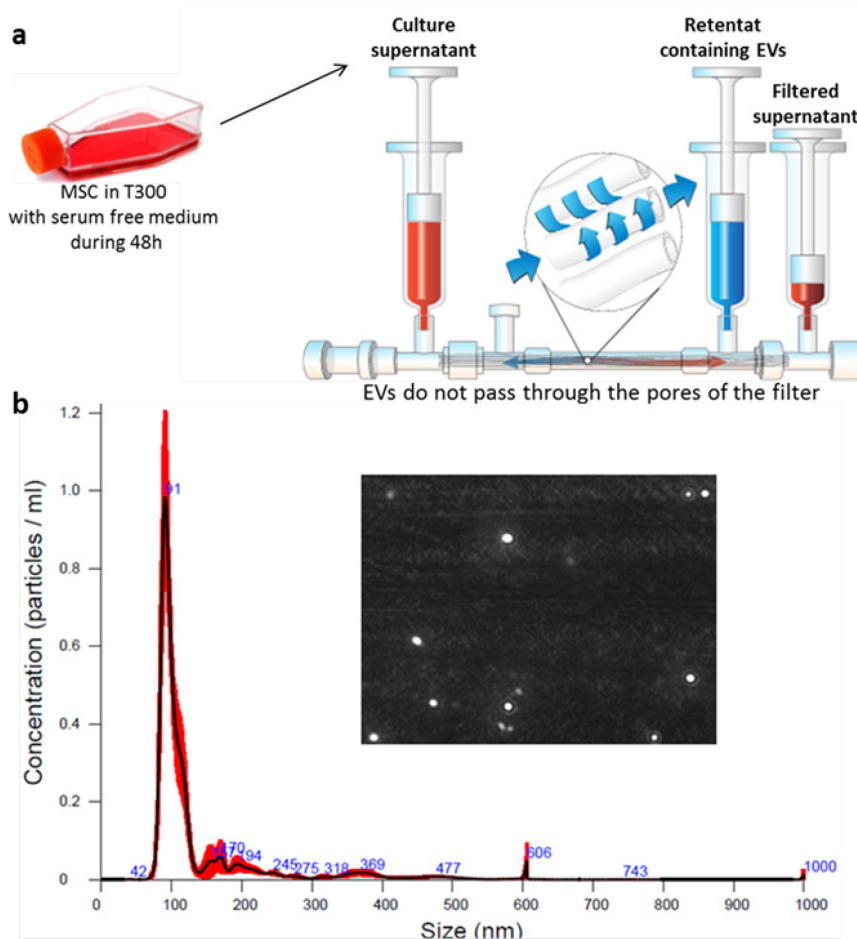 a
Culture
supernatant
Retentat
containing EVs
Filtered
supernatant
MSC in T300
with serum free medium
during 48h
EVs do not pass through the pores of the filter
b
Concentration (particles / ml)
1.2
1.0
0.8
0.6
0.4
0.2
0
91
42
157
170
194
245
275
318
369
477
606
743
1000
0 100 200 300 400 500 600 700 800 900 1000
Size (nm)